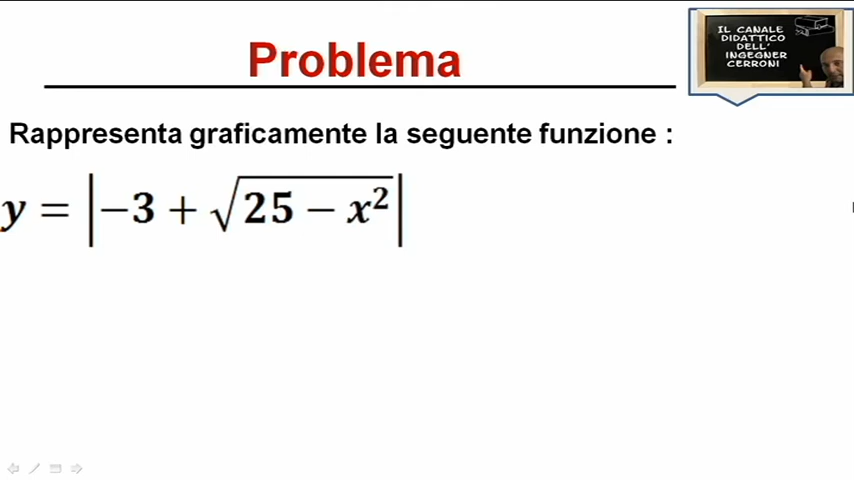 Problema
IL CANALE
DIDATTICO
DELL'
INGEGNER
CERRONI
Rappresenta graficamente la seguente funzione :
y = |−3 + √25 − x²|